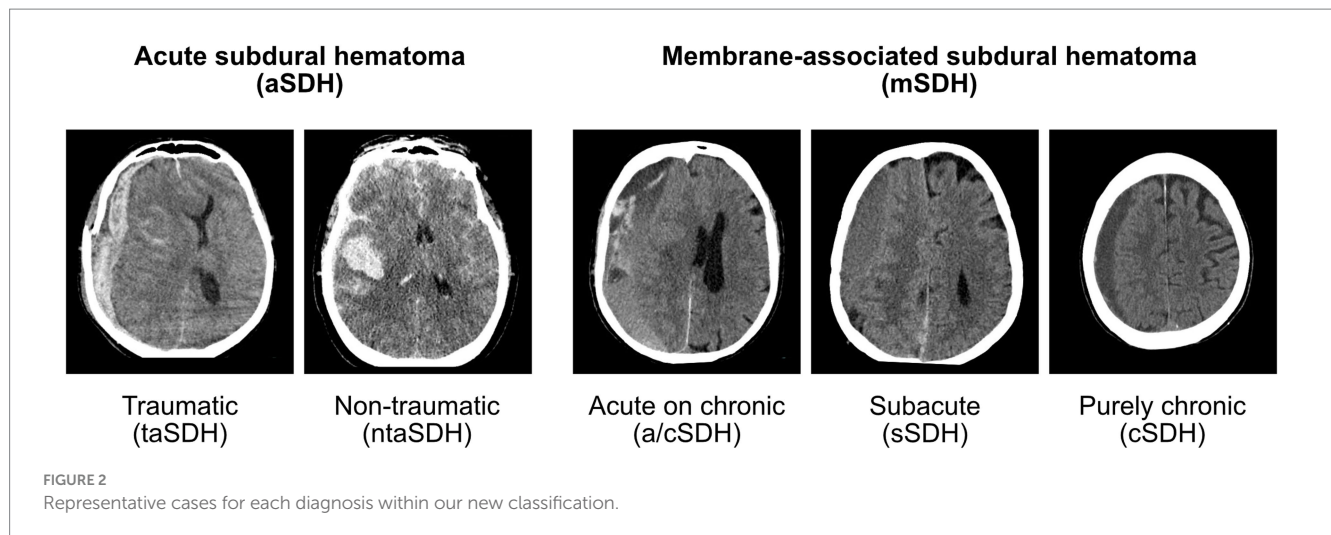 Acute subdural hematoma
(aSDH)
Membrane-associated subdural hematoma
(mSDH)
Traumatic
(taSDH)
Non-traumatic
(ntaSDH)
Acute on chronic
(a/cSDH)
Subacute
(sSDH)
Purely chronic
(cSDH)
FIGURE 2
Representative cases for each diagnosis within our new classification.